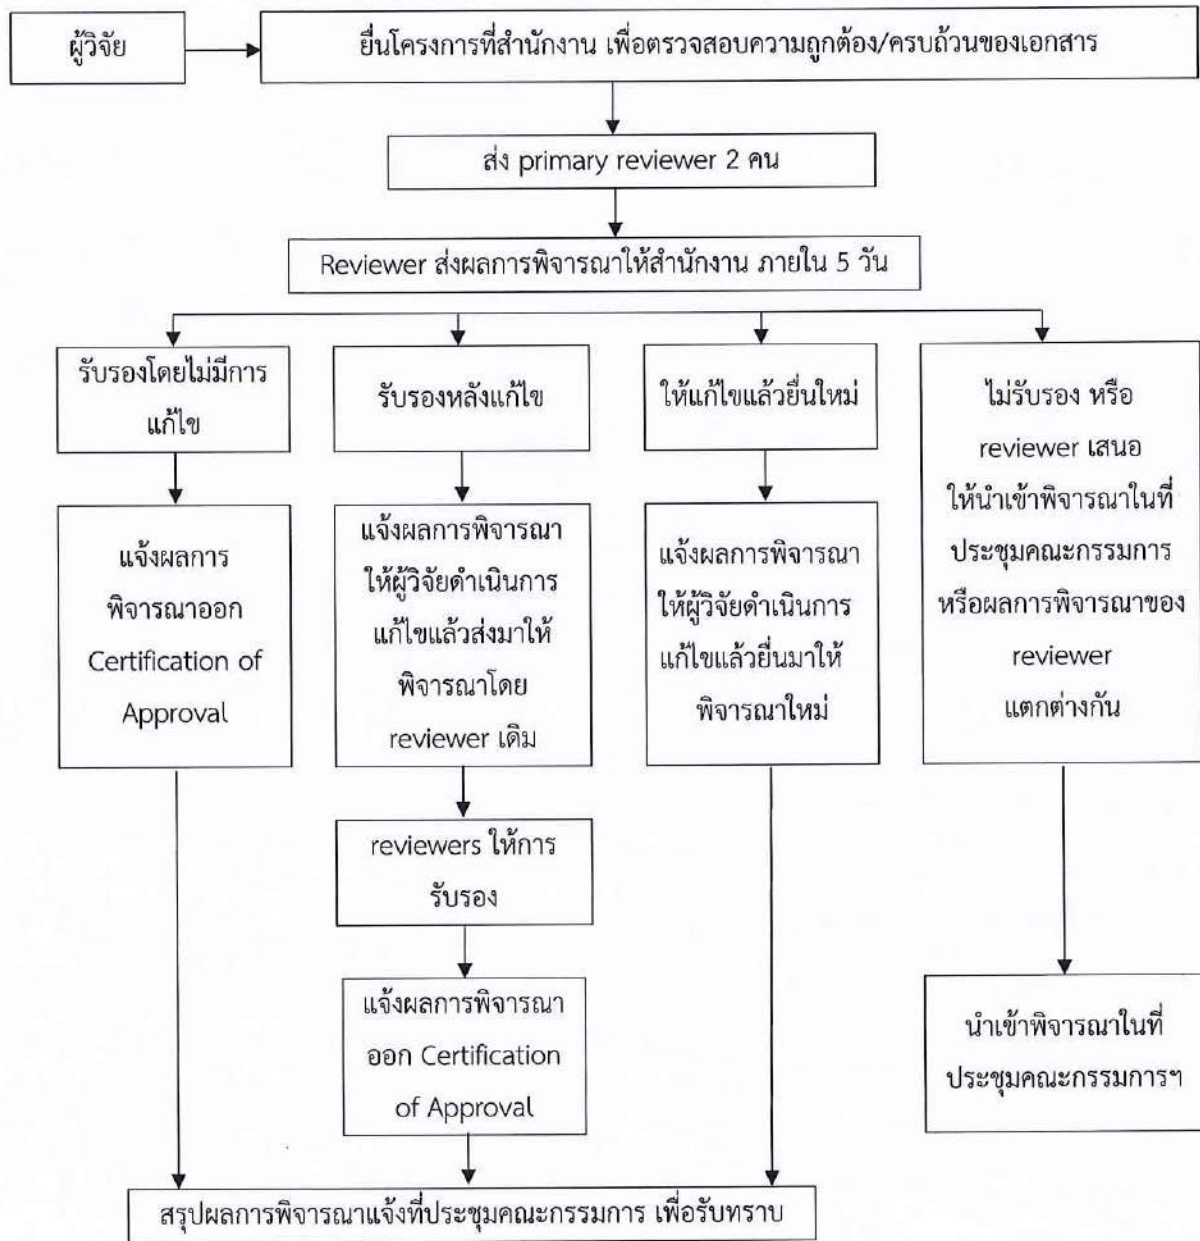 ผู้วิจัย
ยื่นโครงการที่สำนักงาน เพื่อตรวจสอบความถูกต้อง/ครบถ้วนของเอกสาร
ส่ง primary reviewer 2 คน
Reviewer ส่งผลการพิจารณาให้สำนักงาน ภายใน 5 วัน
รับรองโดยไม่มีการ
แก้ไข
แจ้งผลการ
พิจารณาออก
Certification of
Approval
รับรองหลังแก้ไข
แจ้งผลการพิจารณา
ให้ผู้วิจัยดำเนินการ
แก้ไขแล้วส่งมาให้
พิจารณาโดย
reviewer เดิม
reviewers ให้การ
รับรอง
แจ้งผลการพิจารณา
ออก Certification
of Approval
ให้แก้ไขแล้วยื่นใหม่
แจ้งผลการพิจารณา
ให้ผู้วิจัยดำเนินการ
แก้ไขแล้วยื่นมาให้
พิจารณาใหม่
ไม่รับรอง หรือ
reviewer เสนอ
ให้นำเข้าพิจารณาในที่
ประชุมคณะกรรมการ
หรือผลการพิจารณาของ
reviewer
แตกต่างกัน
นำเข้าพิจารณาในที่
ประชุมคณะกรรมการฯ
สรุปผลการพิจารณาแจ้งที่ประชุมคณะกรรมการ เพื่อรับทราบ